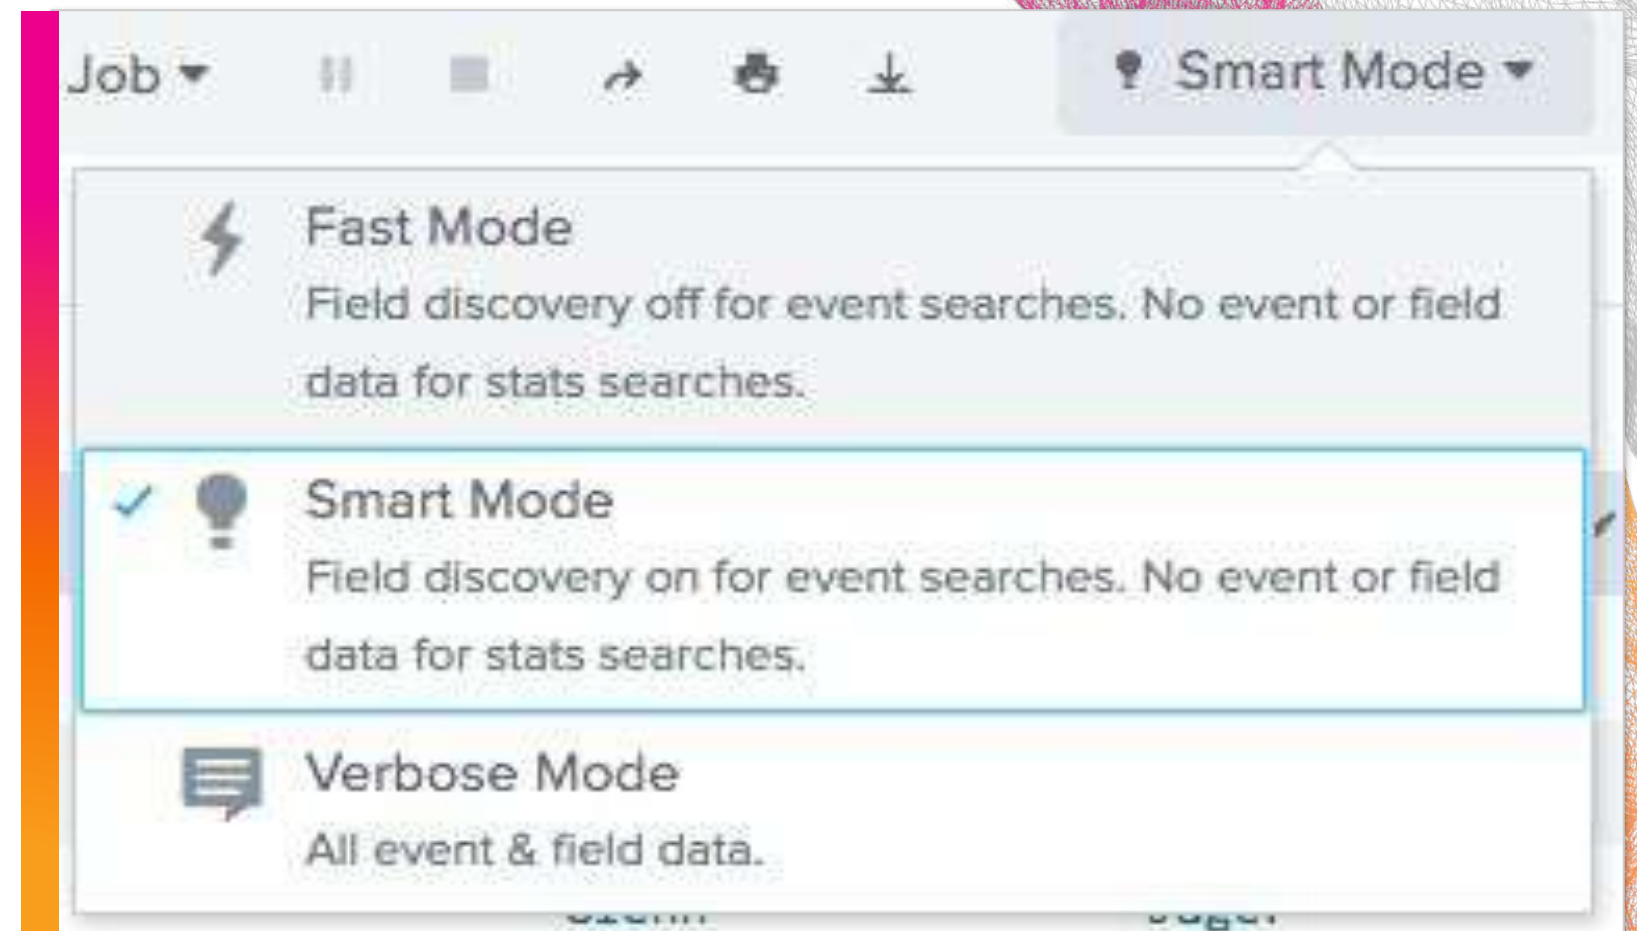 Job
Smart Mode
Fast Mode
Field discovery off for event searches. No event or field
data for stats searches.
Smart Mode
Field discovery on for event searches. No event or field
data for stats searches.
Verbose Mode
All event & field data.